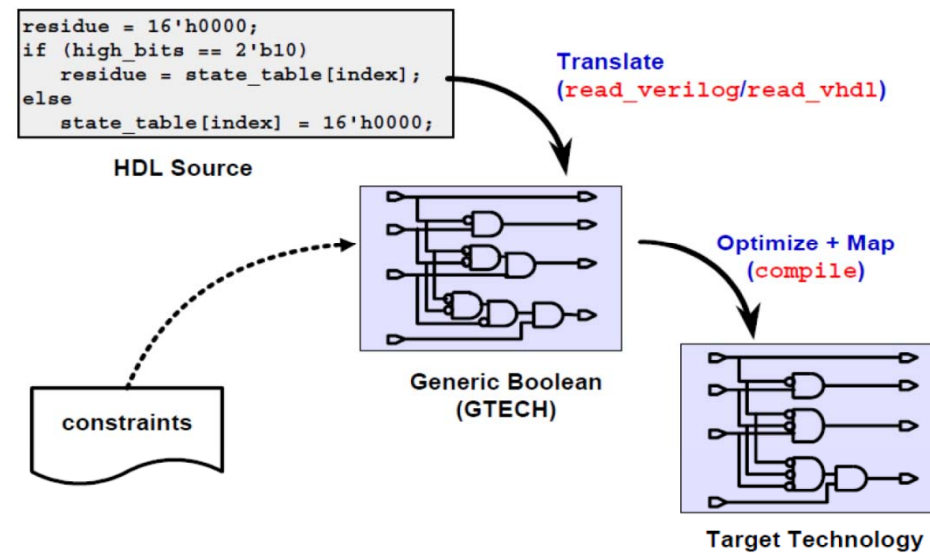 residue = 16'h0000;
if (high_bits == 2'b10)
   residue = state_table[index];
else
   state_table[index] = 16'h0000;
HDL Source
Translate
(read_verilog/read_vhdl)
Optimize + Map
(compile)
Generic Boolean
(GTECH)
constraints
Target Technology